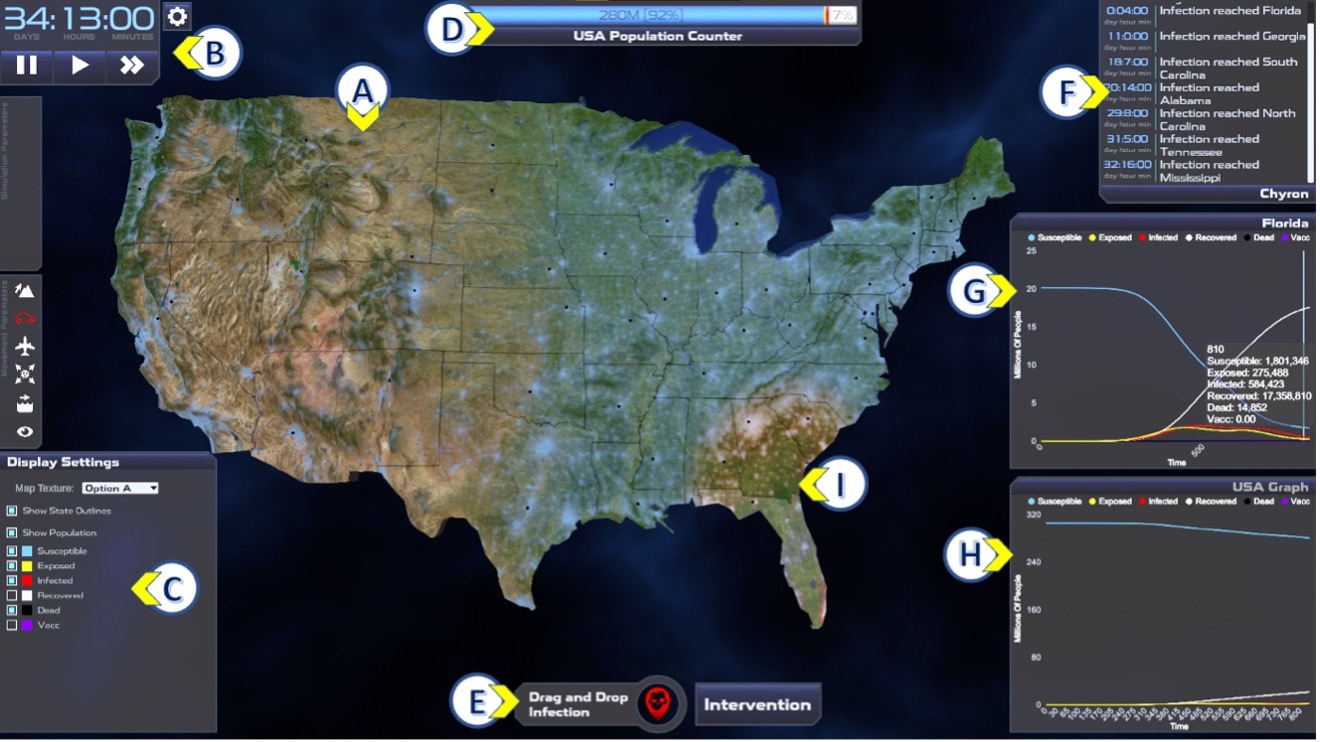 34:13:00
DAYS HOURS MINUTES
B
Simulation Parameters
Movement Parameters
A
D
280M [92%]
7%
USA Population Counter
F
0:04:00 Infection reached Florida
11:0:00 Infection reached Georgia
day hour min
18:7:00 Infection reached South
day hour min Carolina
20:14:00 Infection reached
day hour min Alabama
29:8:00 Infection reached North
day hour min Carolina
31:5:00 Infection reached
day hour min Tennessee
32:16:00 Infection reached
day hour min Mississippi
Chyron
G
Florida
Susceptible Exposed Infected Recovered Dead Vacc
25
20
15
10
5
0
Millions Of People
810
Susceptible: 1,801,346
Exposed: 275,488
Infected: 584,423
Recovered: 17,358,810
Dead: 14,852
Vacc: 0.00
0 500
Time
H
USA Graph
Susceptible Exposed Infected Recovered Dead Vacc
320
240
160
80
0
Millions Of People
Time
I
Display Settings
Map Texture: Option A
Show State Outlines
Show Population
Susceptible
Exposed
Infected
Recovered
Dead
Vacc
C
E
Drag and Drop
Infection
Intervention